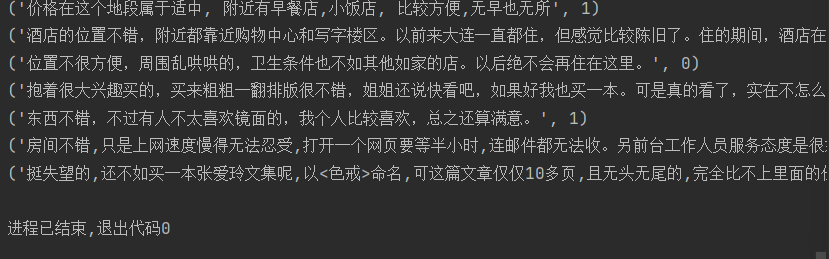 ('价格在这个地段属于适中, 附近有早餐店,小饭店, 比较方便,无早也无所', 1)
('酒店的位置不错，附近都靠近购物中心和写字楼区。以前来大连一直都住，但感觉比较陈旧了。住的期间，酒店在
('位置不很方便，周围乱哄哄的，卫生条件也不如其他如家的店。以后绝不会再住在这里。', 0)
('抱着很大兴趣买的，买来粗粗一翻排版很不错，姐姐还说快看吧，如果好我也买一本。可是真的看了，实在不怎么
('东西不错，不过有人不太喜欢镜面的，我个人比较喜欢，总之还算满意。', 1)
('房间不错,只是上网速度慢得无法忍受,打开一个网页要等半小时,连邮件都无法收。另前台工作人员服务态度是很
('挺失望的,还不如买一本张爱玲文集呢,以<色戒>命名,可这篇文章仅仅10多页,且无头无尾的,完全比不上里面的
进程已结束,退出代码0